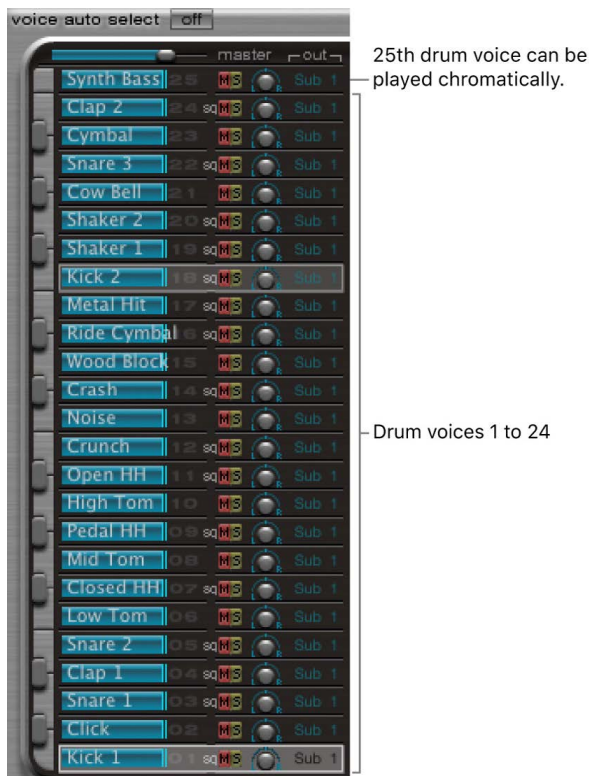 voice auto select off
master out
Synth Bass 25 M S L R Sub 1
Clap 2 24 sq M S L R Sub 1
Cymbal 23 M S L R Sub 1
Snare 3 22 sq M S L R Sub 1
Cow Bell 21 M S L R Sub 1
Shaker 2 20 sq M S L R Sub 1
Shaker 1 19 sq M S L R Sub 1
Kick 2 18 sq M S L R Sub 1
Metal Hit 17 sq M S L R Sub 1
Ride Cymbal 6 sq M S L R Sub 1
Wood Block 15 M S L R Sub 1
Crash 14 sq M S L R Sub 1
Noise 13 M S L R Sub 1
Crunch 12 sq M S L R Sub 1
Open HH 11 sq M S L R Sub 1
High Tom 10 M S L R Sub 1
Pedal HH 09 sq M S L R Sub 1
Mid Tom 08 M S L R Sub 1
Closed HH 07 sq M S L R Sub 1
Low Tom 06 M S L R Sub 1
Snare 2 05 sq M S L R Sub 1
Clap 1 04 sq M S L R Sub 1
Snare 1 03 sq M S L R Sub 1
Click 02 M S L R Sub 1
Kick 1 01 sq M S L R Sub 1
25th drum voice can be
played chromatically.
Drum voices 1 to 24